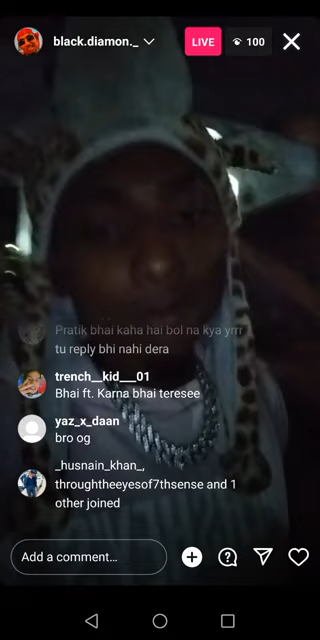 black.diamon._
LIVE
100
Pratik bhai kaha hai bol na kya yrrr
tu reply bhi nahi dera
trench__kid___01
Bhai ft. Karna bhai teresee
yaz_x_daan
bro og
_husnain_khan_,
throughtheeyesof7thsense and 1
other joined
Add a comment...